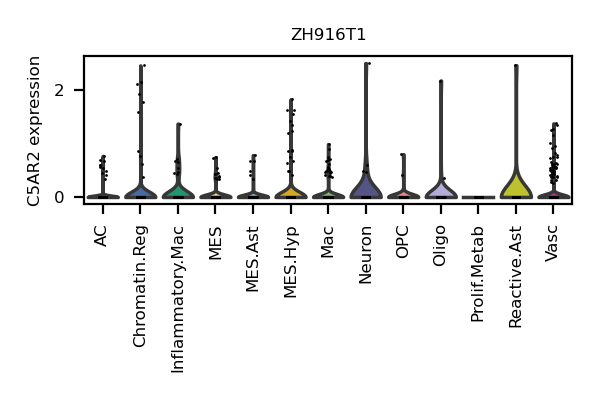 ZH916T1
C5AR2 expression
2
0
AC
Chromatin.Reg
Inflammatory.Mac
MES
MES.Ast
MES.Hyp
Mac
Neuron
OPC
Oligo
Prolif.Metab
Reactive.Ast
Vasc